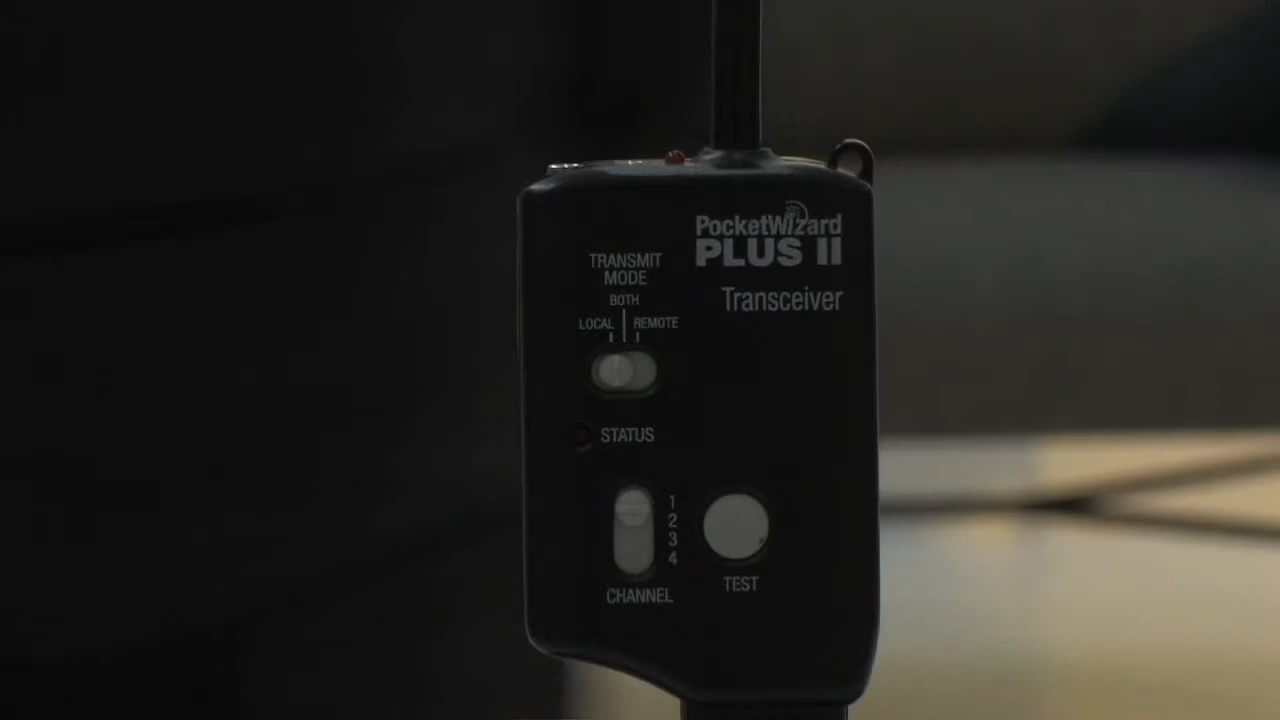 PocketWizard
PLUS II
Transceiver
TRANSMIT
MODE
BOTH
LOCAL REMOTE
STATUS
1
2
3
4
CHANNEL
TEST